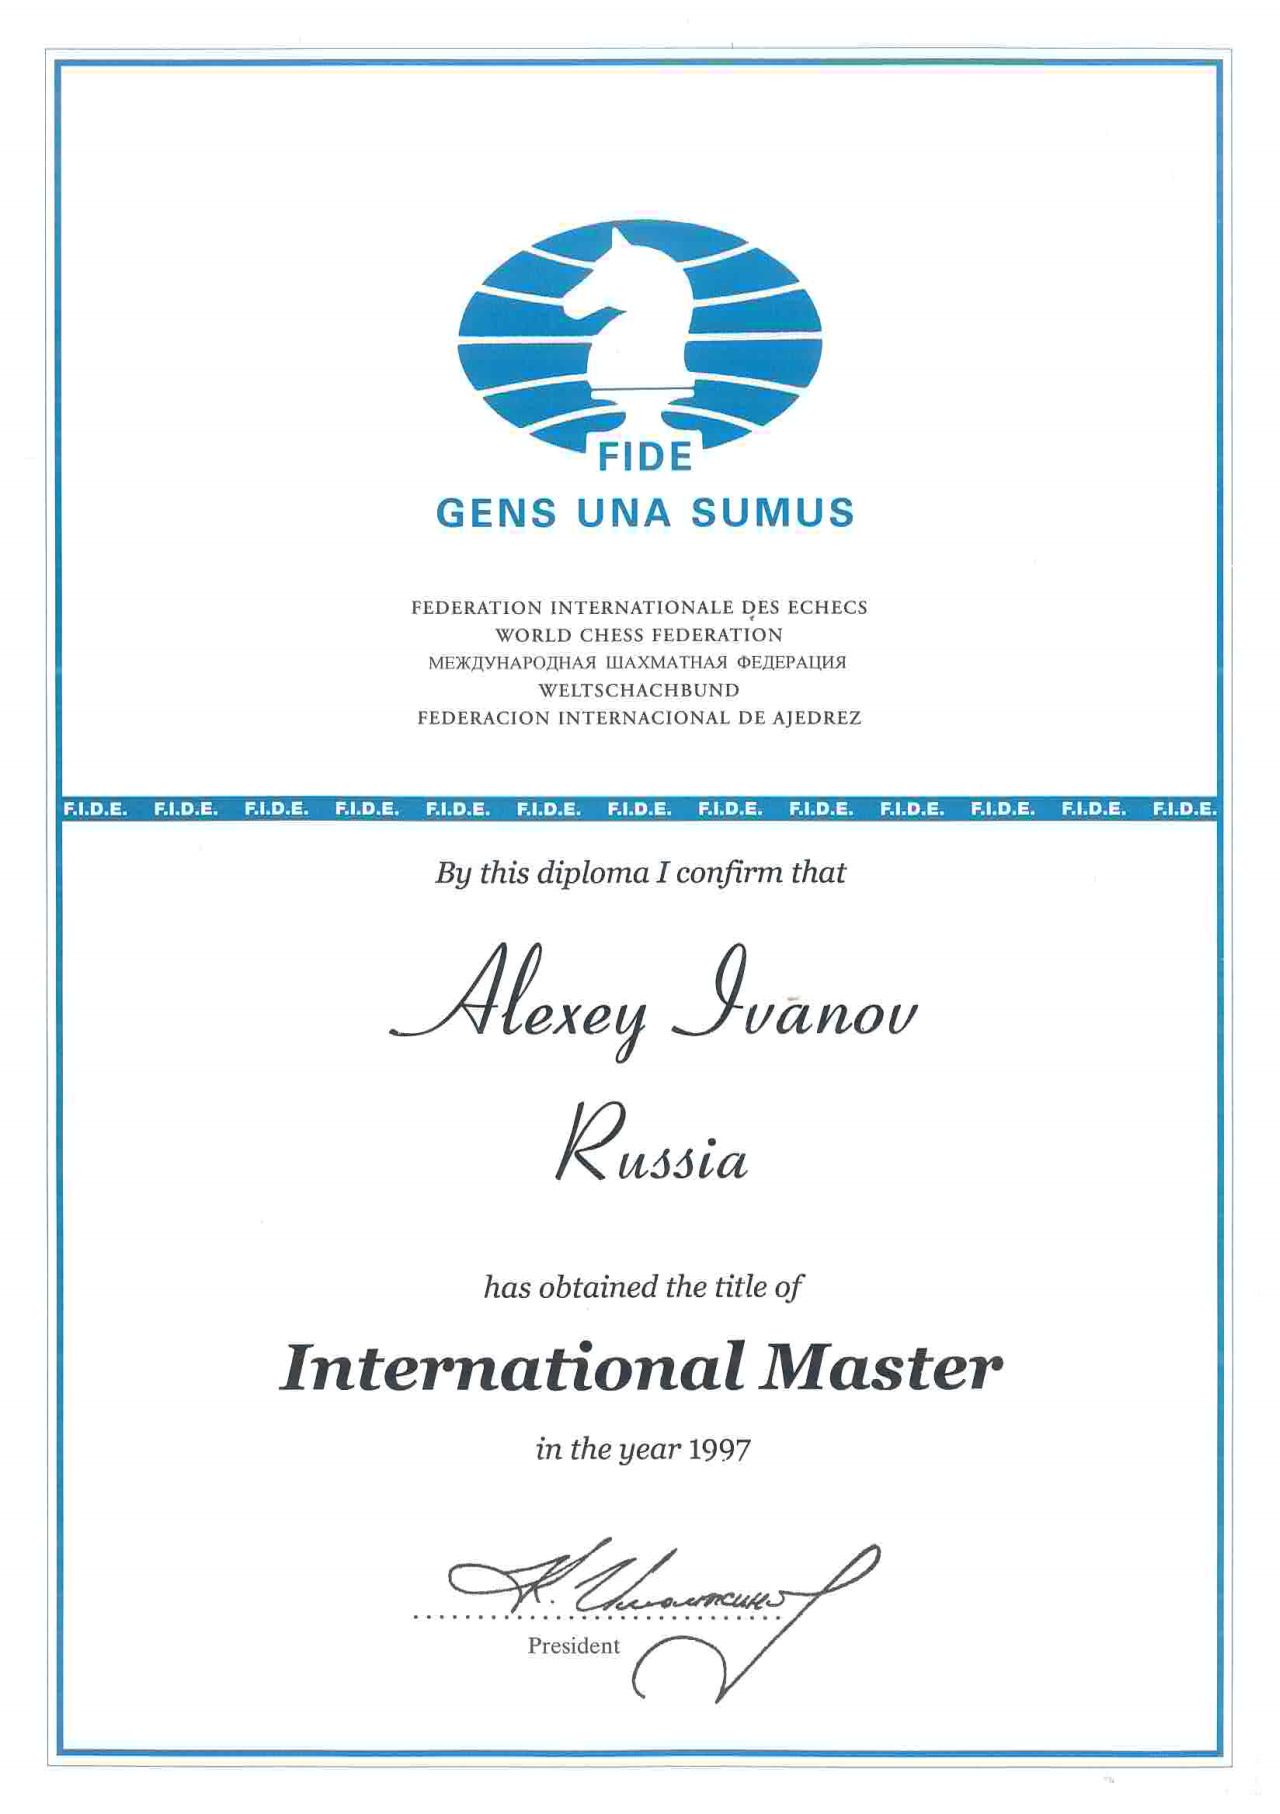 FIDE
GENS UNA SUMUS
FEDERATION INTERNATIONALE DES ECHECS
WORLD CHESS FEDERATION
МЕЖДУНАРОДНАЯ ШАХМАТНАЯ ФЕДЕРАЦИЯ
WELTSCHACHBUND
FEDERACION INTERNACIONAL DE AJEDREZ
F.I.D.E. F.I.D.E. F.I.D.E. F.I.D.E. F.I.D.E. F.I.D.E. F.I.D.E. F.I.D.E. F.I.D.E. F.I.D.E. F.I.D.E. F.I.D.E. F.I.D.E.
By this diploma I confirm that
Alexey Ivanov
Russia
has obtained the title of
International Master
in the year 1997
President